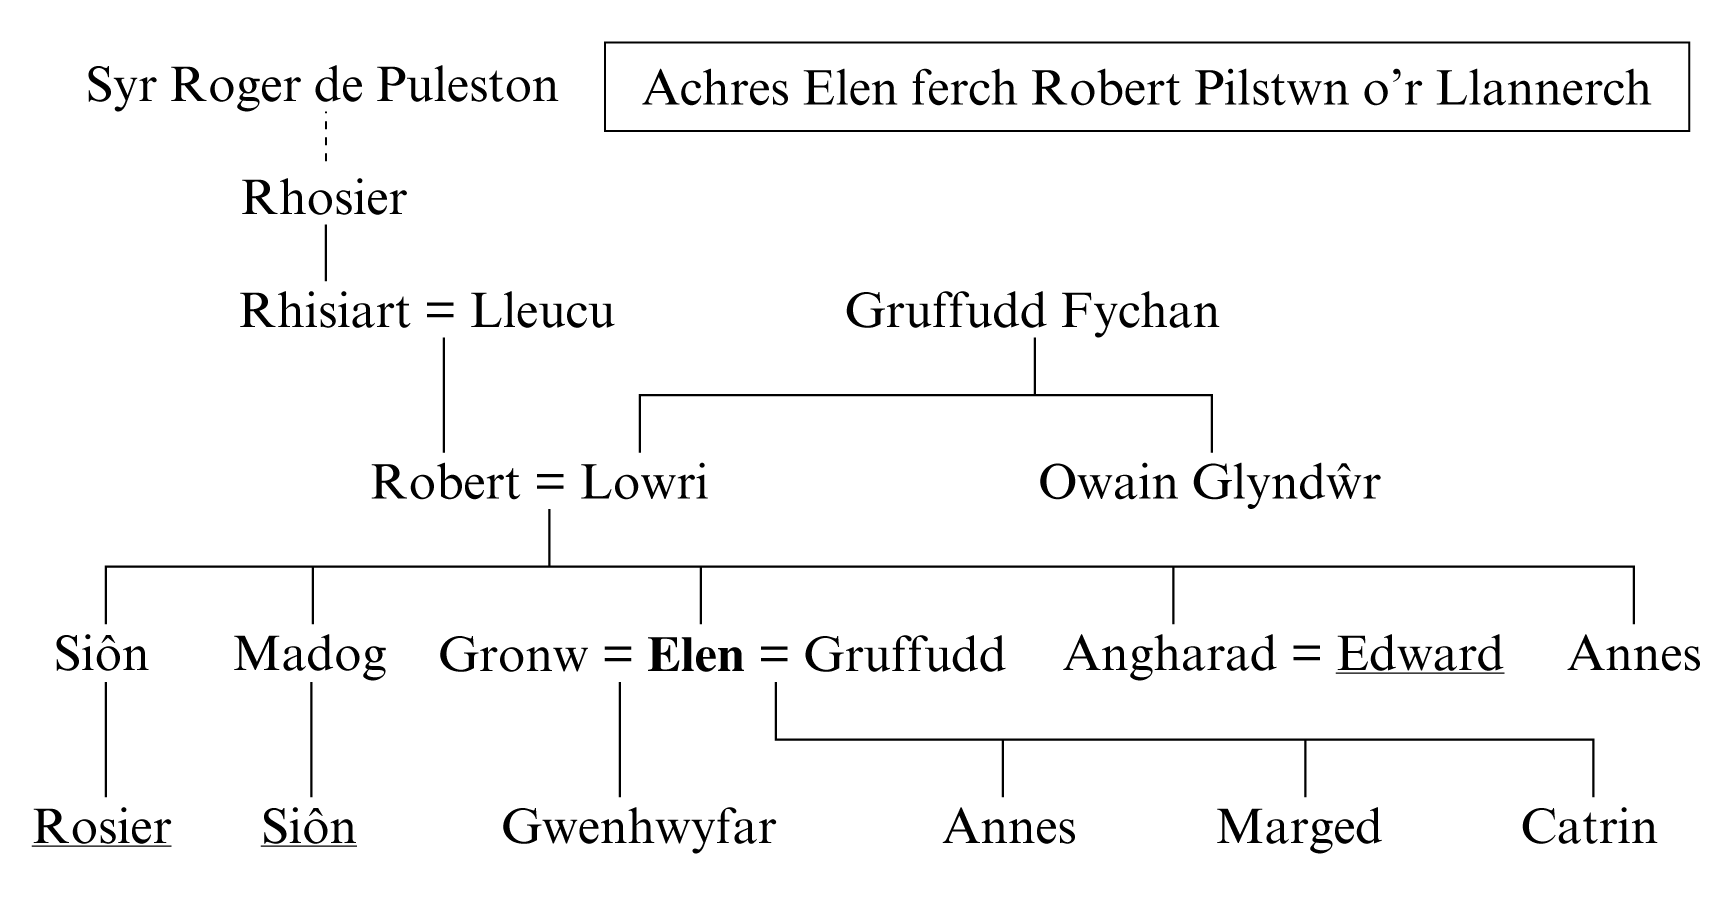 Syr Roger de Puleston
Achres Elen ferch Robert Pilstwn o’r Llannerch
Rhosier
Rhisiart = Lleucu
Gruffudd Fychan
Robert = Lowri
Owain Glyndŵr
Siôn
Madog
Gronw = Elen = Gruffudd
Angharad = Edward
Annes
Rosier
Siôn
Gwenhwyfar
Annes
Marged
Catrin